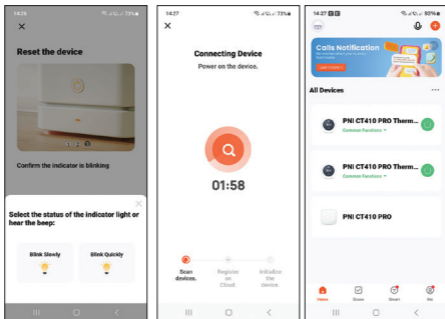 14:26
73%
Reset the device
Confirm the indicator is blinking
Select the status of the indicator light or
hear the beep:
Blink Slowly
Blink Quickly
14:27
73%
Connecting Device
Power on the device.
01:58
Scan
devices.
Register
on
Cloud.
Initialize
the
device.
14:27
50%
Calls Notification
All Devices
PNI CT410 PRO Therm...
Common Functions
PNI CT410 PRO Therm...
Common Functions
PNI CT410 PRO
Home
Scene
Smart
Me